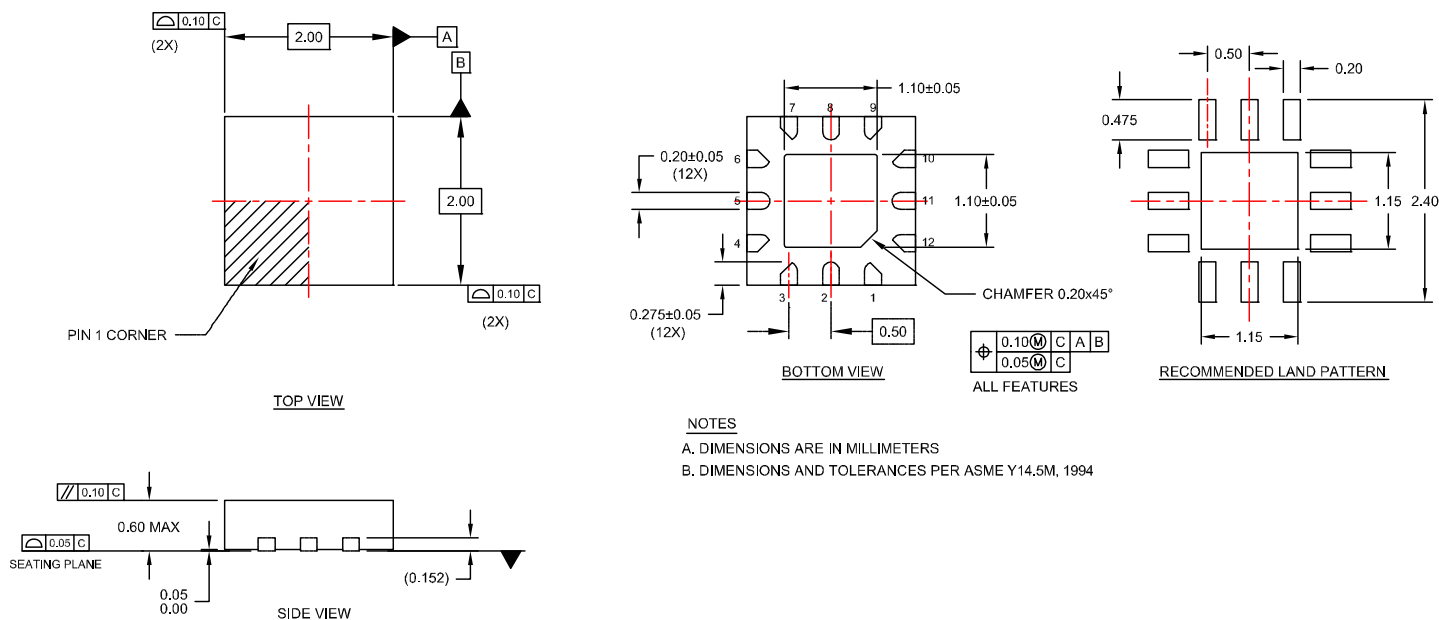 0.10 C
(2X)
2.00
A
B
2.00
0.10 C
(2X)
PIN 1 CORNER
TOP VIEW
// 0.10 C
0.60 MAX
0.05 C
SEATING PLANE
0.05
0.00
(0.152)
SIDE VIEW
1.10±0.05
7 8 9
0.20±0.05
(12X)
6
5
4
10
11
12
1.10±0.05
3 2 1
0.275±0.05
(12X)
0.50
CHAMFER 0.20x45°
BOTTOM VIEW
⌖ 0.10Ⓜ C A B
0.05Ⓜ C
ALL FEATURES
0.50
0.20
0.475
1.15
2.40
1.15
RECOMMENDED LAND PATTERN
NOTES
A. DIMENSIONS ARE IN MILLIMETERS
B. DIMENSIONS AND TOLERANCES PER ASME Y14.5M, 1994